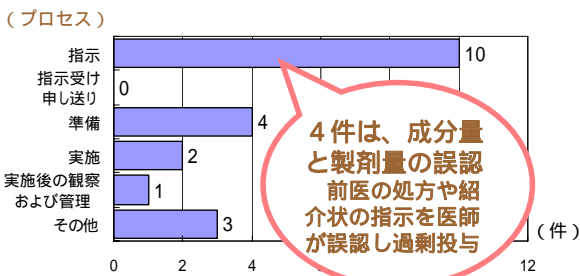 （プロセス）
指示
10
指示受け
申し送り
0
準備
4
実施
2
実施後の観察
および管理
1
その他
3
４件は、成分量
と製剤量の誤認
前医の処方や紹
介状の指示を医師
が誤認し過剰投与
（件）
0 2 4 12